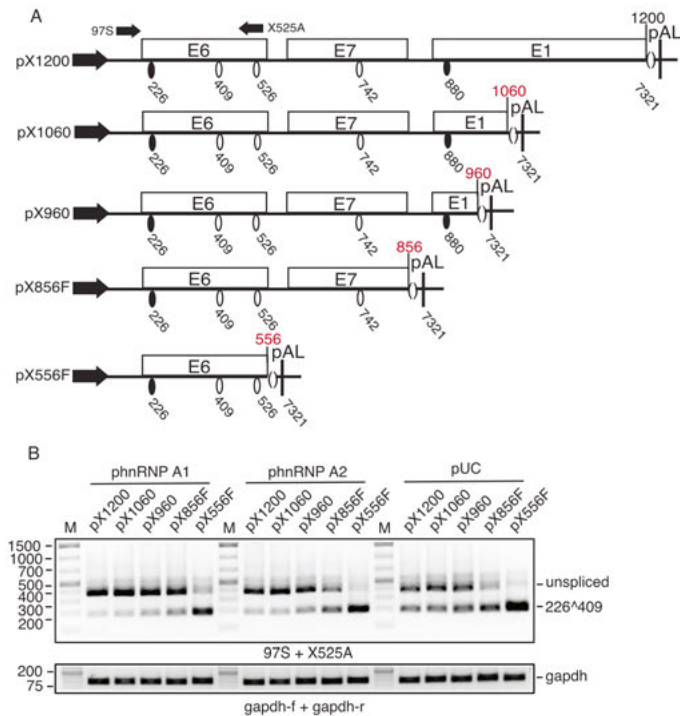 A
97S
X525A
1200
pAL
pX1200
E6
E7
E1
226
409
526
742
880
7321
1060
pAL
pX1060
E6
E7
E1
226
409
526
742
880
7321
960
pAL
pX960
E6
E7
E1
226
409
526
742
880
7321
856
pAL
pX856F
E6
E7
226
409
526
742
7321
556
pAL
pX556F
E6
226
409
526
7321
B
phnRNP A1
phnRNP A2
pUC
M
pX1200
pX1060
pX960
pX856F
pX556F
M
pX1200
pX1060
pX960
pX856F
pX556F
M
pX1200
pX1060
pX960
pX856F
pX556F
1500
1000
700
500
400
300
200
unspliced
226^409
97S + X525A
200
75
gapdh
gapdh-f + gapdh-r